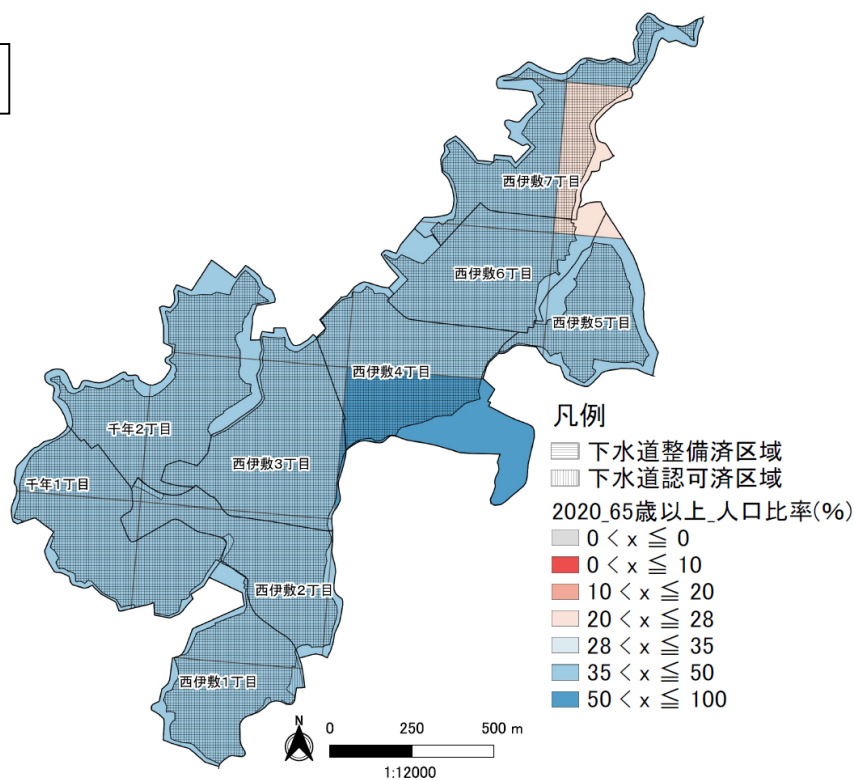 西伊敷7丁目
西伊敷6丁目
西伊敷5丁目
西伊敷4丁目
千年2丁目
西伊敷3丁目
千年1丁目
西伊敷2丁目
西伊敷1丁目
凡例
下水道整備済区域
下水道認可済区域
2020_65歳以上_人口比率(%)
0 < x ≦ 0
0 < x ≦ 10
10 < x ≦ 20
20 < x ≦ 28
28 < x ≦ 35
35 < x ≦ 50
50 < x ≦ 100
N
0 250 500 m
1:12000